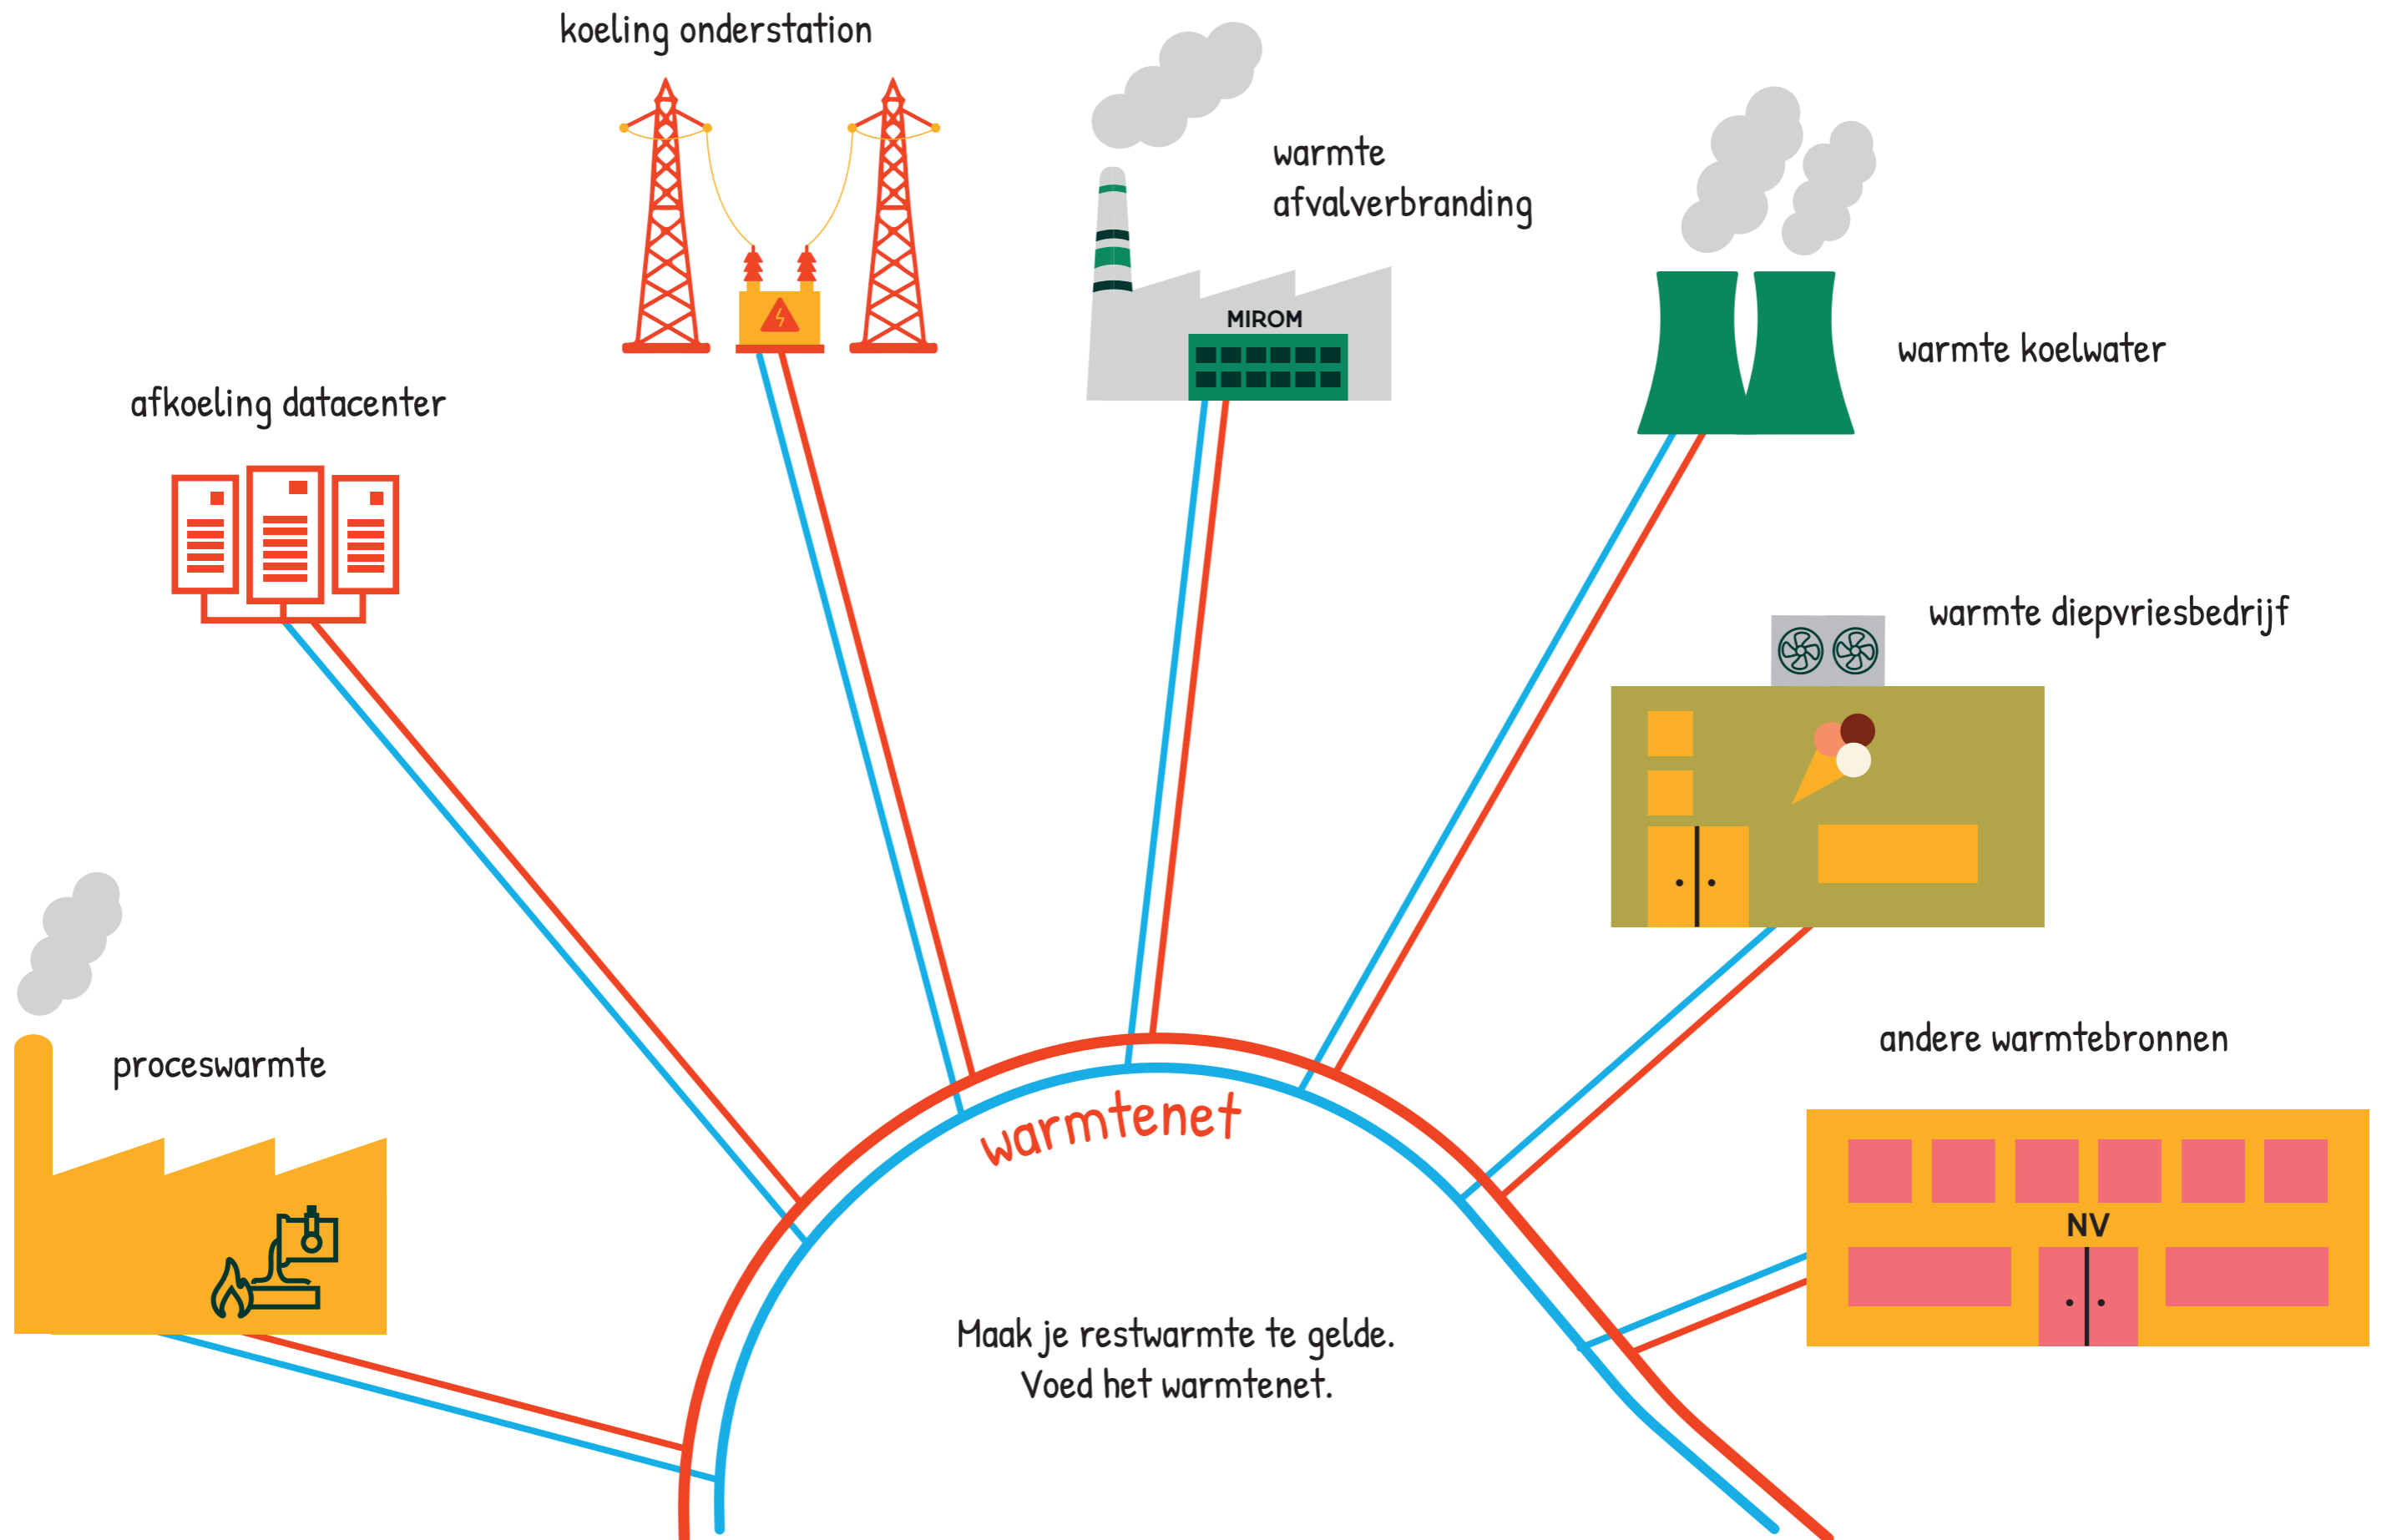 koeling onderstation
warmte
afvalverbranding
MIROM
warmte koelwater
afkoeling datacenter
warmte diepvriesbedrijf
proceswarmte
andere warmtebronnen
NV
warmtenet
Maak je restwarmte te gelde.
Voed het warmtenet.